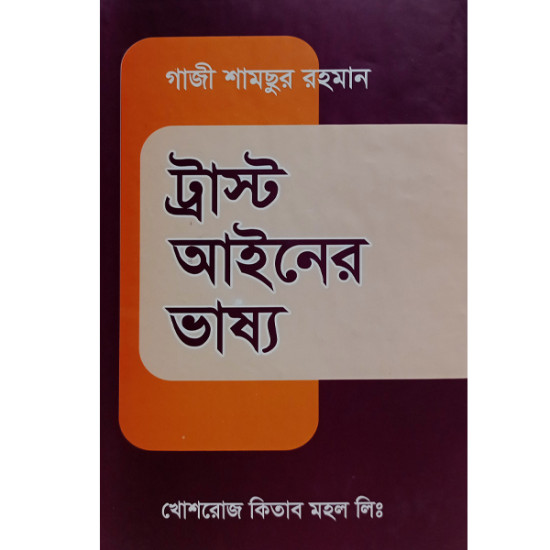 গাজী শামছুর রহমান
ট্রাস্ট
আইনের
ভাষ্য
খোশরোজ কিতাব মহল লিঃ